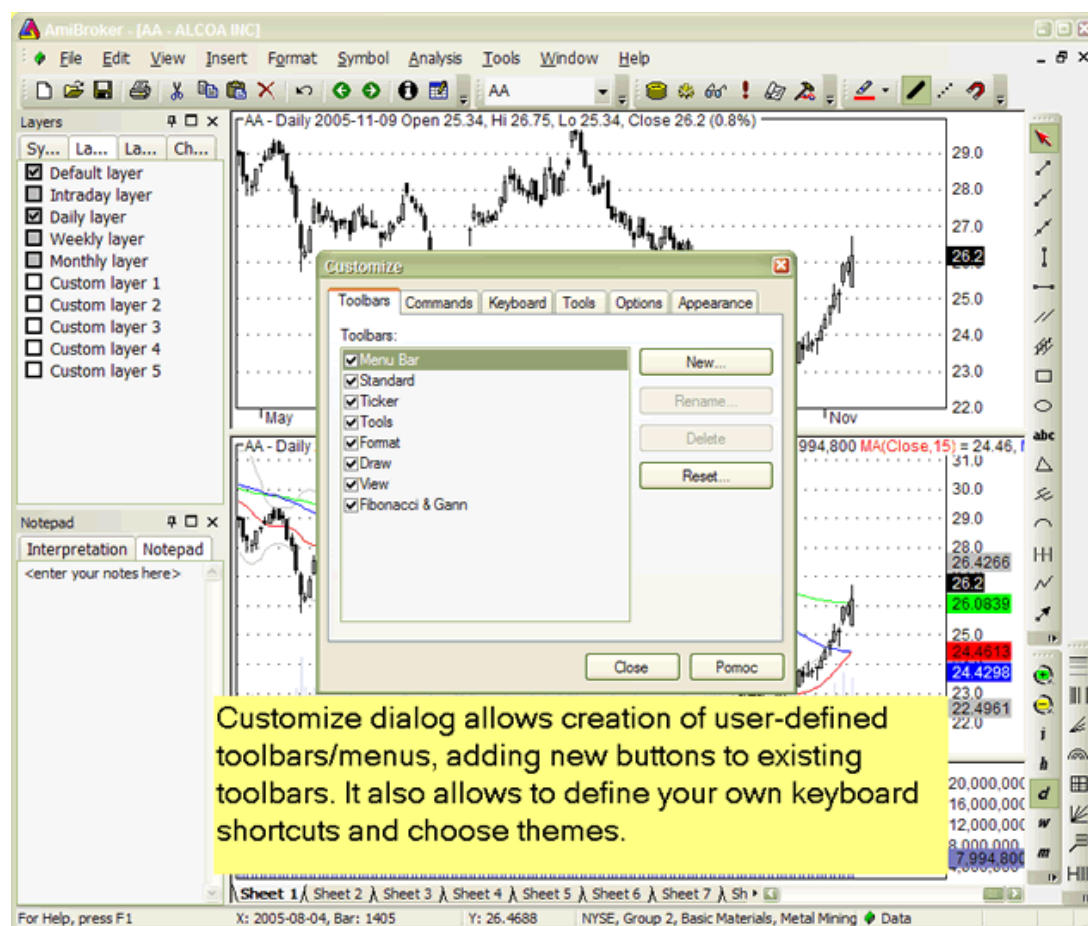 AmiBroker - [AA - ALCOA INC]
File Edit View Insert Format Symbol Analysis Tools Window Help
AA
Layers
Sy... La... La... Ch...
Default layer
Intraday layer
Daily layer
Weekly layer
Monthly layer
Custom layer 1
Custom layer 2
Custom layer 3
Custom layer 4
Custom layer 5
AA - Daily 2005-11-09 Open 25.34, Hi 26.75, Lo 25.34, Close 26.2 (0.8%)
29.0
28.0
27.0
26.2
25.0
24.0
23.0
22.0
May
Nov
Customize
Toolbars Commands Keyboard Tools Options Appearance
Toolbars:
Menu Bar
Standard
Ticker
Tools
Format
Draw
View
Fibonacci & Gann
New...
Rename...
Delete
Reset...
Close Pomoc
abc
Notepad
Interpretation Notepad
<enter your notes here>
AA - Daily
994,800 MA(Close,15) = 24.46,
31.0
30.0
29.0
28.0
26.4266
26.2
26.0839
25.0
24.4613
24.4298
23.0
22.4961
22.0
i
h
d
w
m
20,000,000
16,000,000
12,000,000
8,000,000
7,994,800
Customize dialog allows creation of user-defined
toolbars/menus, adding new buttons to existing
toolbars. It also allows to define your own keyboard
shortcuts and choose themes.
Sheet 1 Sheet 2 Sheet 3 Sheet 4 Sheet 5 Sheet 6 Sheet 7 Sh
For Help, press F1 X: 2005-08-04, Bar: 1405 Y: 26.4688 NYSE, Group 2, Basic Materials, Metal Mining Data